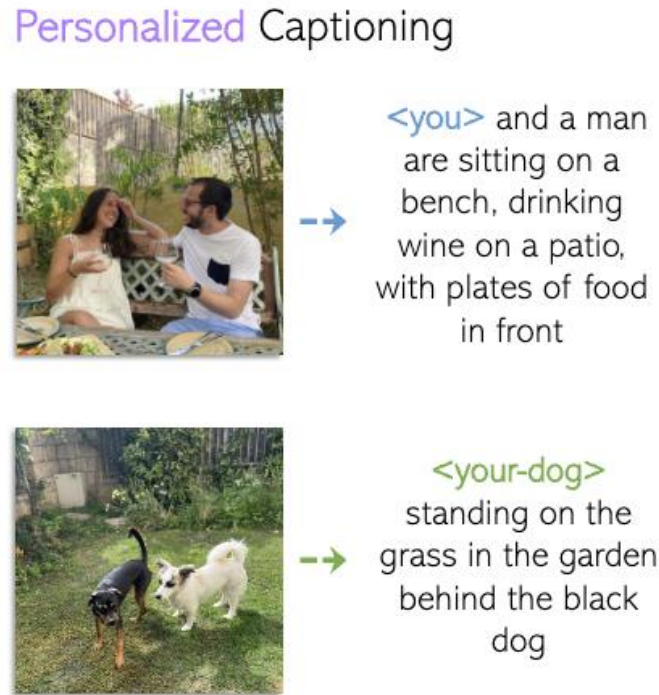 Personalized Captioning
<you> and a man
are sitting on a
bench, drinking
wine on a patio,
with plates of food
in front
<your-dog>
standing on the
grass in the garden
behind the black
dog